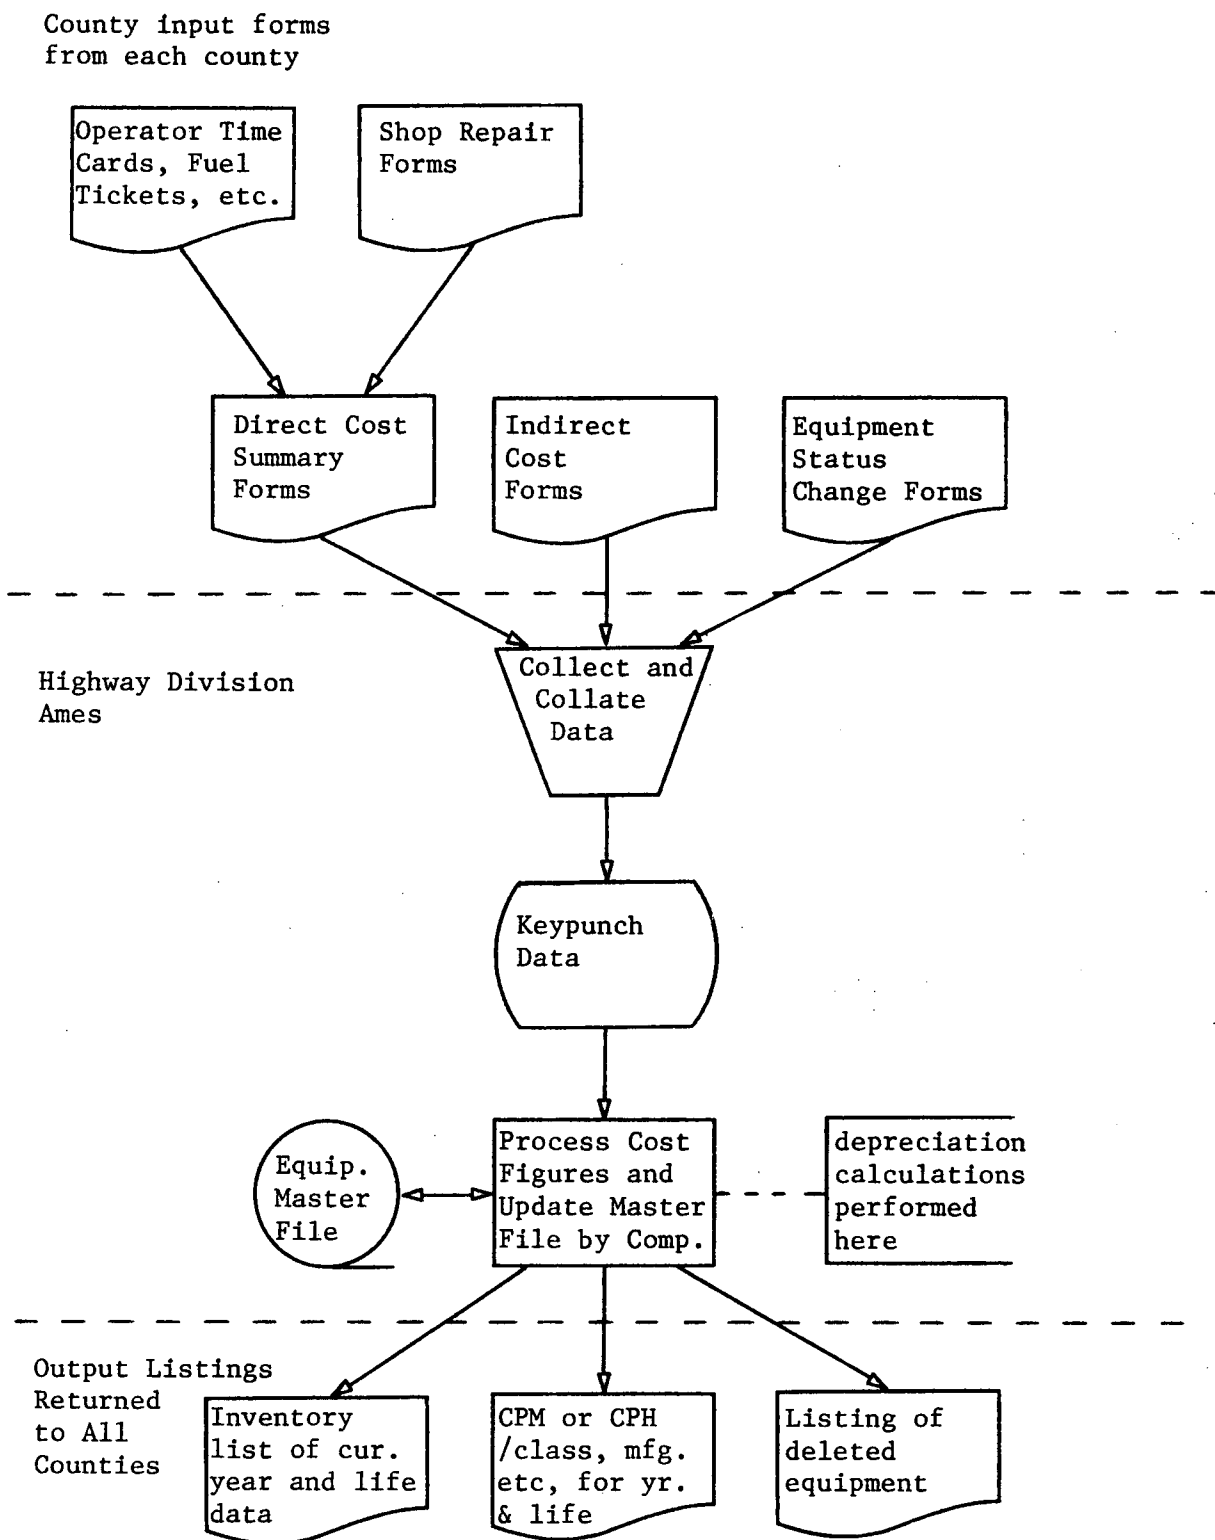 County input forms
from each county
Operator Time
Cards, Fuel
Tickets, etc.
Shop Repair
Forms
Direct Cost
Summary
Forms
Indirect
Cost
Forms
Equipment
Status
Change Forms
Highway Division
Ames
Collect and
Collate
Data
Keypunch
Data
Equip.
Master
File
Process Cost
Figures and
Update Master
File by Comp.
depreciation
calculations
performed
here
Output Listings
Returned
to All
Counties
Inventory
list of cur.
year and life
data
CPM or CPH
/class, mfg.
etc, for yr.
& life
Listing of
deleted
equipment